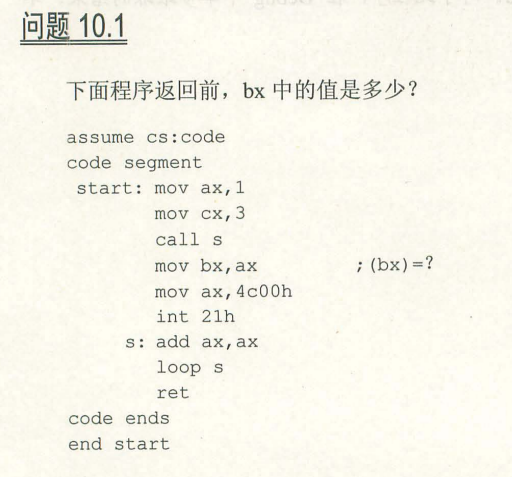 问题 10.1
下面程序返回前，bx 中的值是多少？
assume cs:code
code segment
start: mov ax,1
mov cx,3
call s
mov bx,ax ;(bx)=?
mov ax,4c00h
int 21h
s: add ax,ax
loop s
ret
code ends
end start